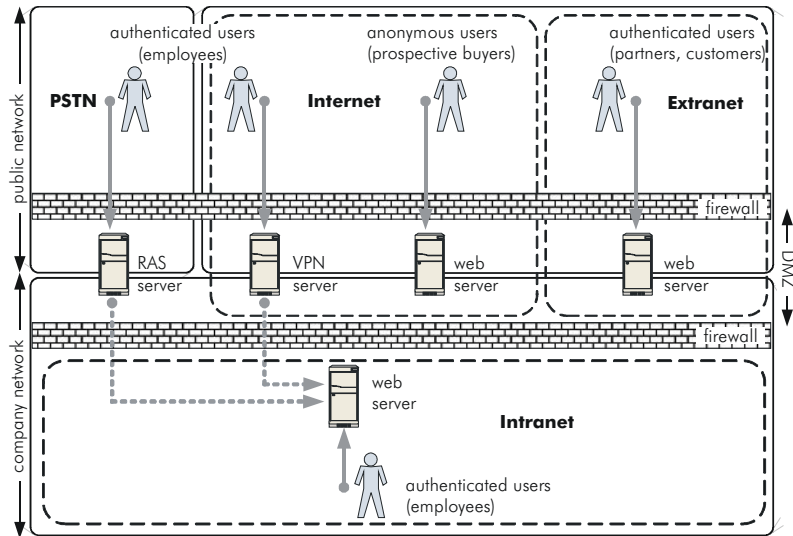 authenticated users
(employees)
anonymous users
(prospective buyers)
authenticated users
(partners, customers)
PSTN
Internet
Extranet
public network
firewall
RAS
server
VPN
server
web
server
web
server
DMZ
firewall
company network
web
server
Intranet
authenticated users
(employees)